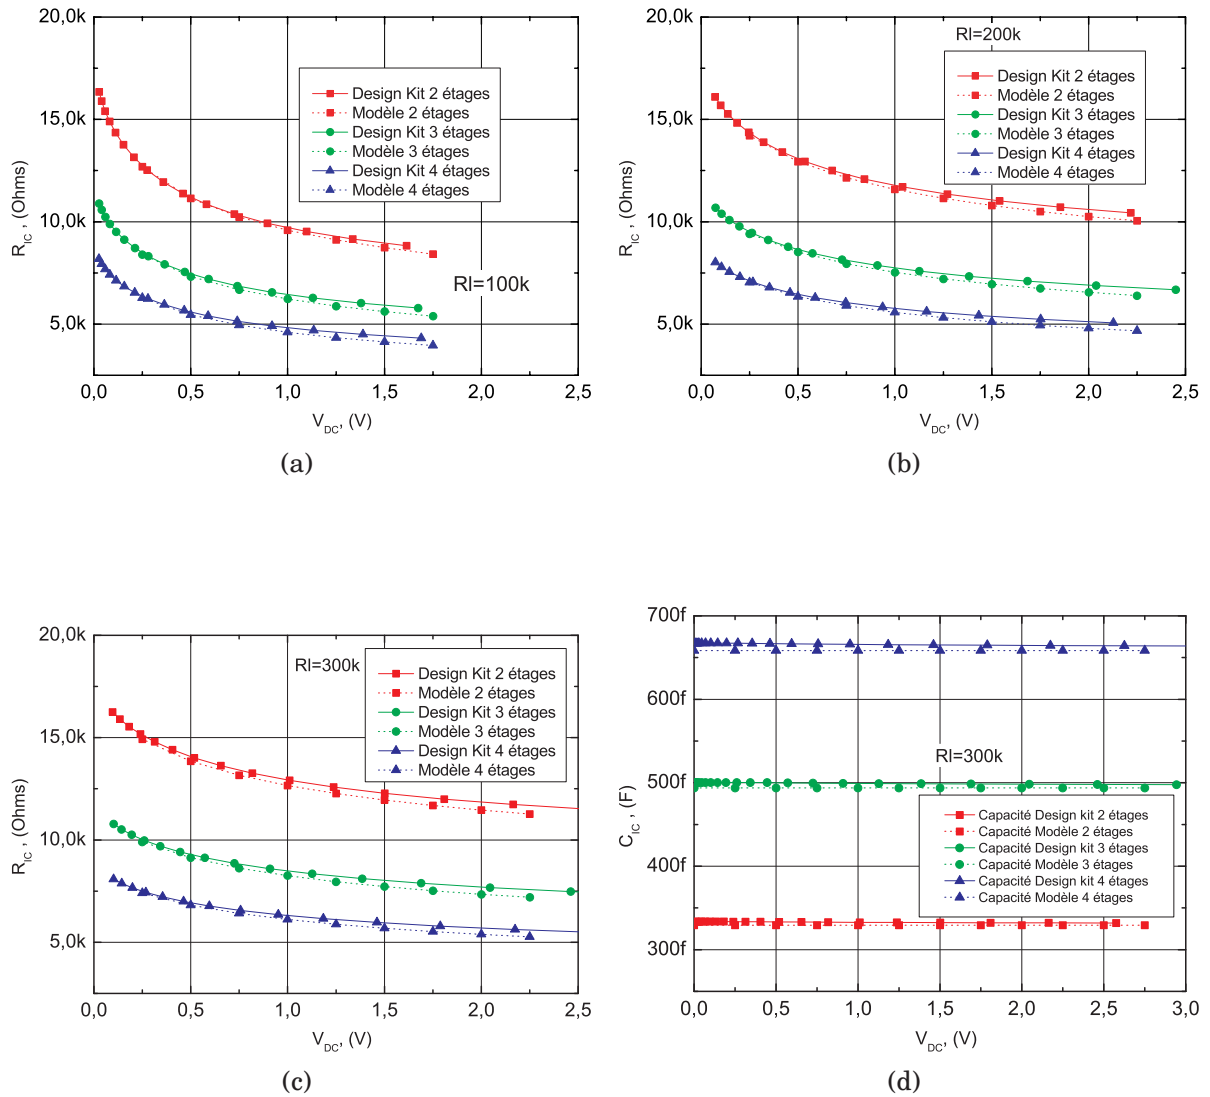 20,0k
15,0k
10,0k
5,0k
R_IC , (Ohms)
Design Kit 2 étages
Modèle 2 étages
Design Kit 3 étages
Modèle 3 étages
Design Kit 4 étages
Modèle 4 étages
Rl=100k
0,0 0,5 1,0 1,5 2,0 2,5
V_DC, (V)
(a)
20,0k
15,0k
10,0k
5,0k
R_IC , (Ohms)
Rl=200k
Design Kit 2 étages
Modèle 2 étages
Design Kit 3 étages
Modèle 3 étages
Design Kit 4 étages
Modèle 4 étages
0,0 0,5 1,0 1,5 2,0 2,5
V_DC, (V)
(b)
20,0k
15,0k
10,0k
5,0k
R_IC , (Ohms)
Rl=300k
Design Kit 2 étages
Modèle 2 étages
Design Kit 3 étages
Modèle 3 étages
Design Kit 4 étages
Modèle 4 étages
0,0 0,5 1,0 1,5 2,0 2,5
V_DC, (V)
(c)
700f
600f
500f
400f
300f
C_IC , (F)
Rl=300k
Capacité Design kit 2 étages
Capacité Modèle 2 étages
Capacité Design kit 3 étages
Capacité Modèle 3 étages
Capacité Design kit 4 étages
Capacité Modèle 4 étages
0,0 0,5 1,0 1,5 2,0 2,5 3,0
V_DC, (V)
(d)